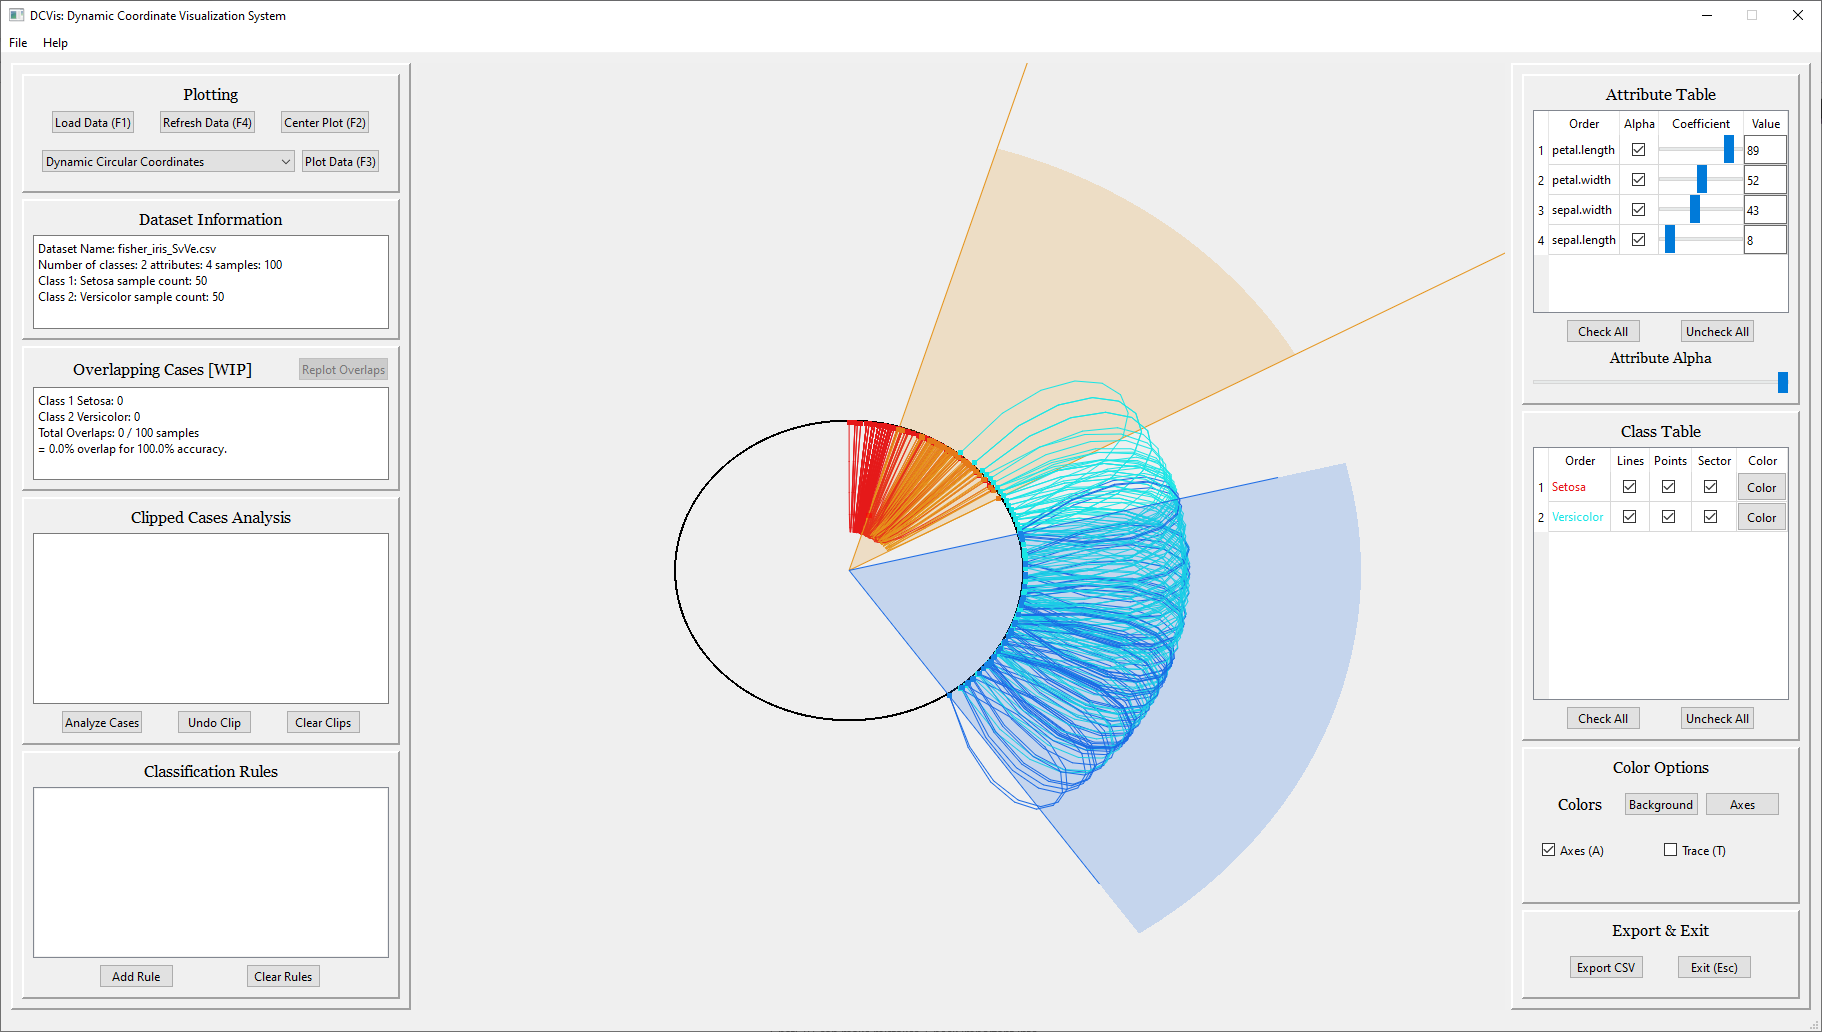 DCVis: Dynamic Coordinate Visualization System
File Help
Plotting
Load Data (F1) Refresh Data (F4) Center Plot (F2)
Dynamic Circular Coordinates Plot Data (F3)
Dataset Information
Dataset Name: fisher_iris_SvVe.csv
Number of classes: 2 attributes: 4 samples: 100
Class 1: Setosa sample count: 50
Class 2: Versicolor sample count: 50
Overlapping Cases [WIP] Replot Overlaps
Class 1 Setosa: 0
Class 2 Versicolor: 0
Total Overlaps: 0 / 100 samples
= 0.0% overlap for 100.0% accuracy.
Clipped Cases Analysis
Analyze Cases Undo Clip Clear Clips
Classification Rules
Add Rule Clear Rules
Attribute Table
Order Alpha Coefficient Value
1 petal.length 89
2 petal.width 52
3 sepal.width 43
4 sepal.length 8
Check All Uncheck All
Attribute Alpha
Class Table
Order Lines Points Sector Color
1 Setosa Color
2 Versicolor Color
Check All Uncheck All
Color Options
Colors Background Axes
Axes (A) Trace (T)
Export & Exit
Export CSV Exit (Esc)